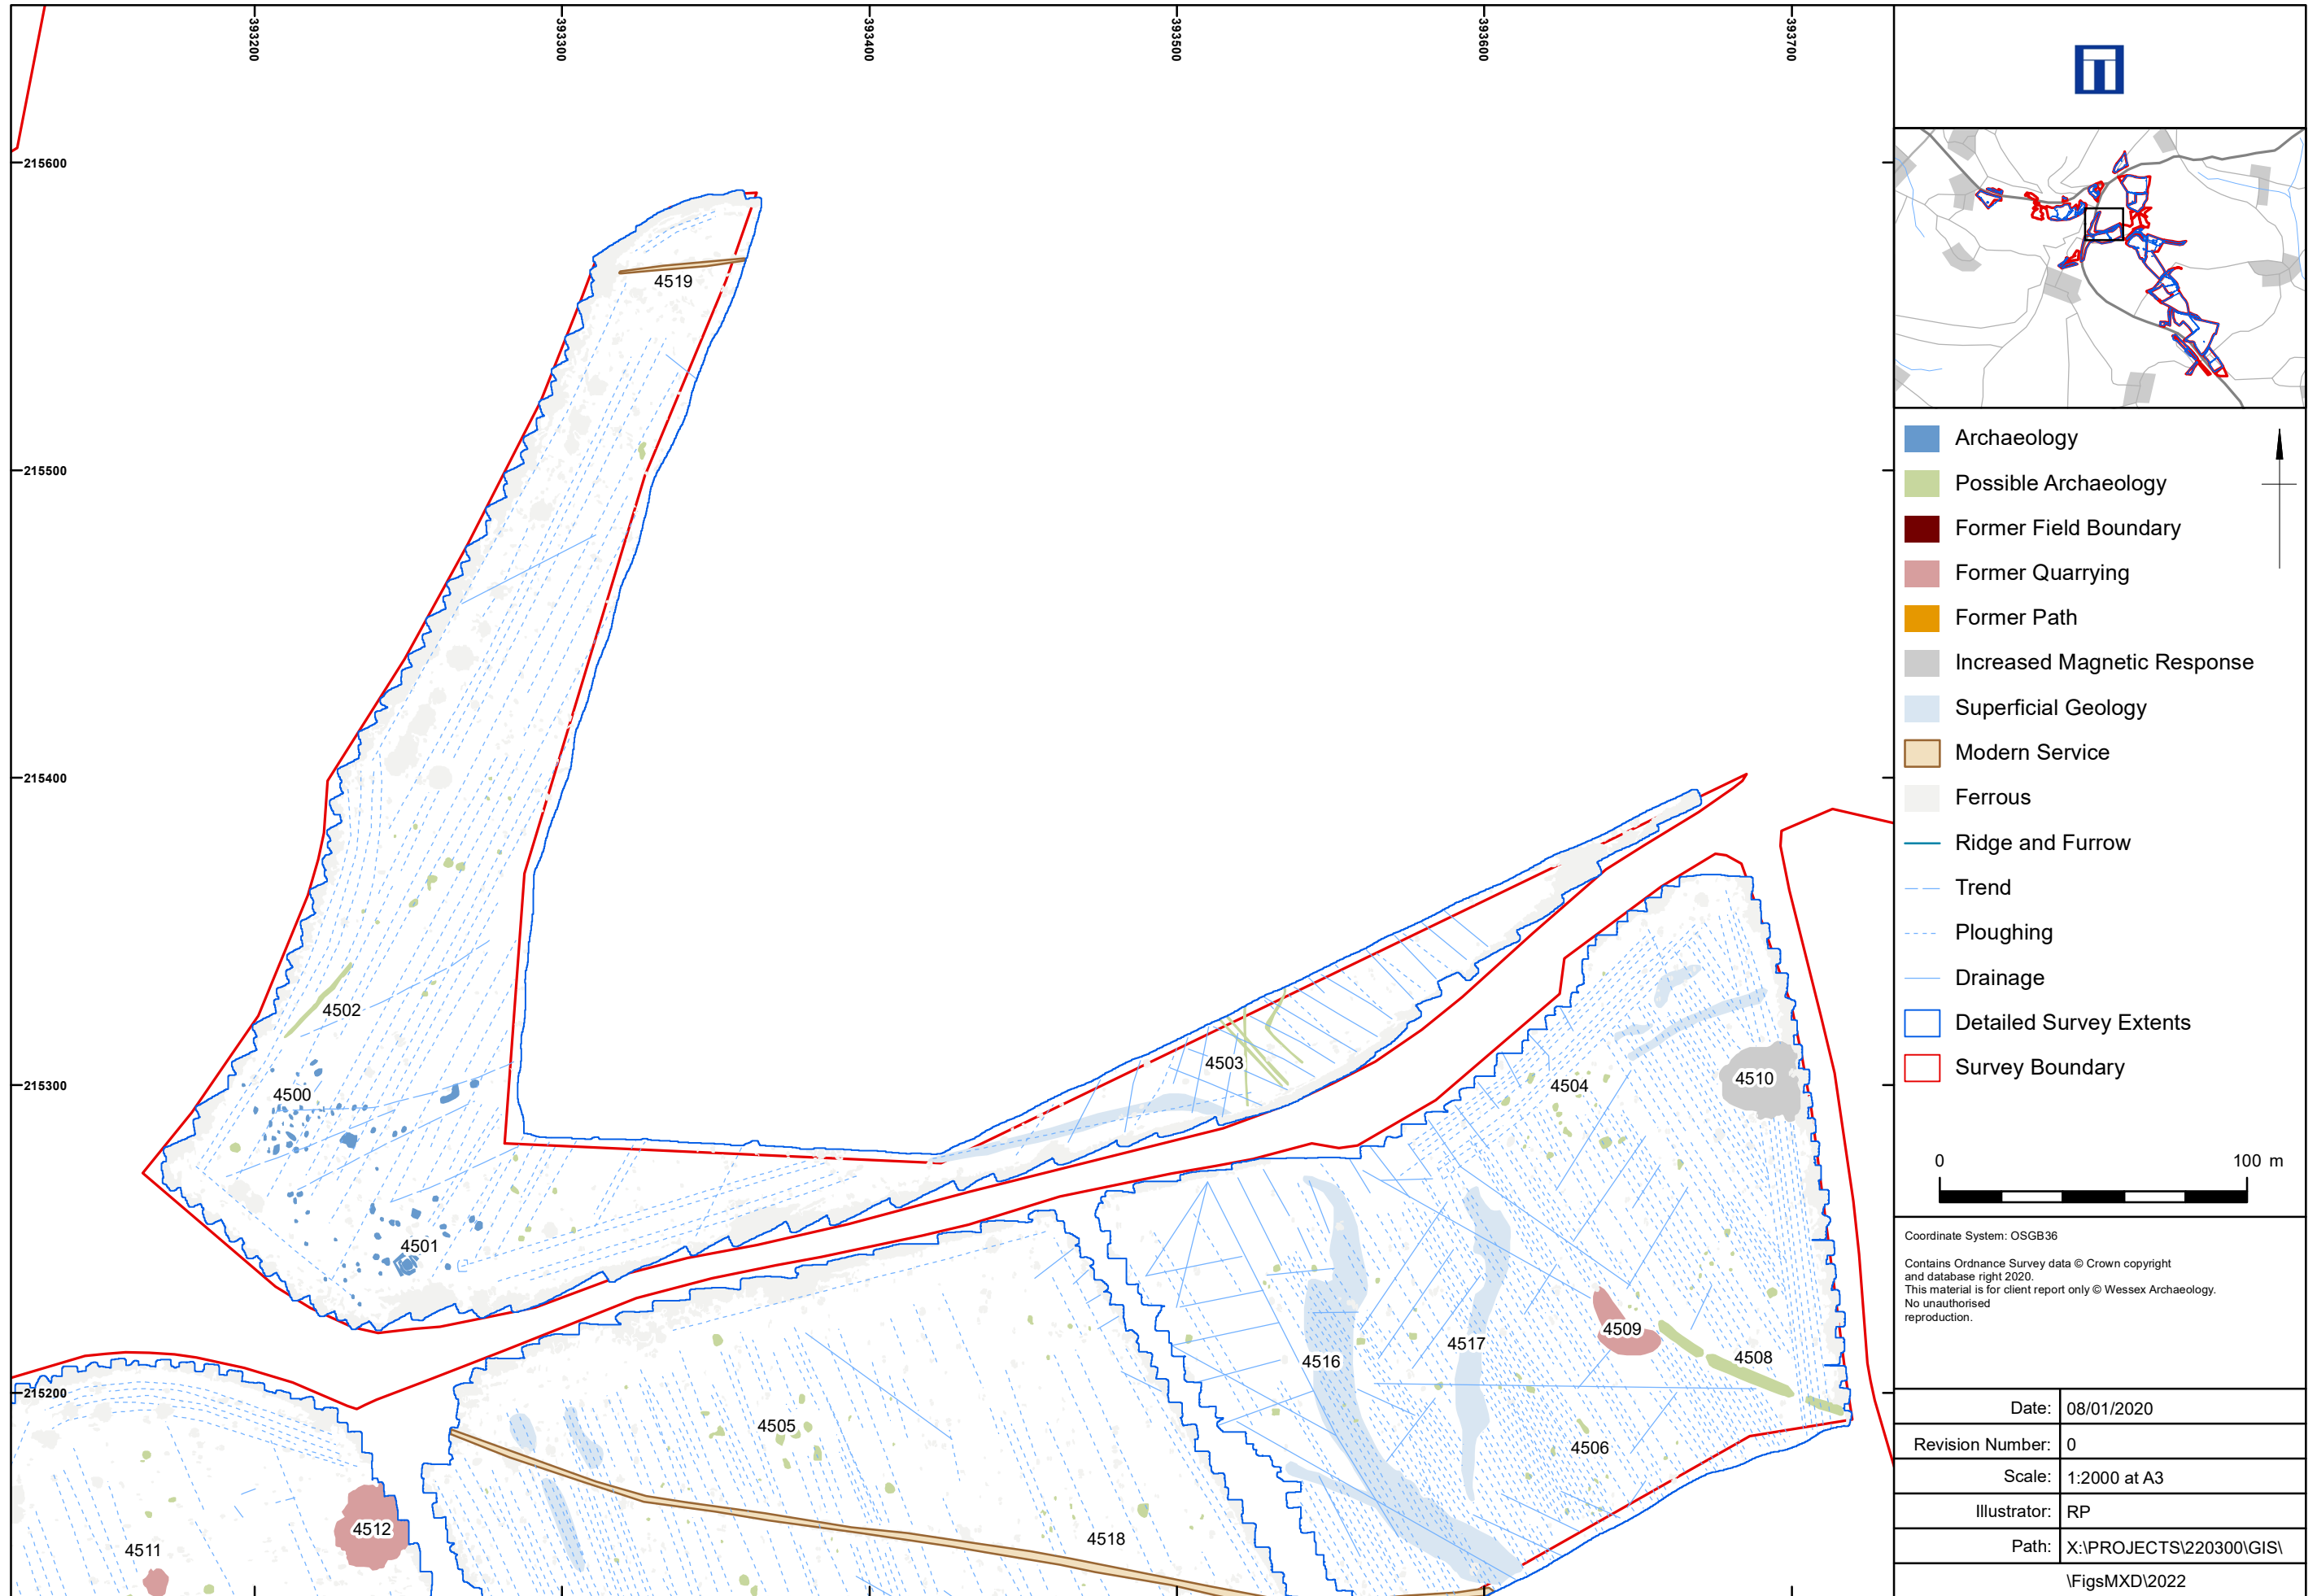 393200
393300
393400
393500
393600
393700
215600
215500
215400
215300
215200
4519
4502
4500
4501
4503
4504
4510
4509
4508
4516
4517
4505
4506
4518
4512
4511
Archaeology
Possible Archaeology
Former Field Boundary
Former Quarrying
Former Path
Increased Magnetic Response
Superficial Geology
Modern Service
Ferrous
Ridge and Furrow
Trend
Ploughing
Drainage
Detailed Survey Extents
Survey Boundary
0 100 m
Coordinate System: OSGB36
Contains Ordnance Survey data © Crown copyright
and database right 2020.
This material is for client report only © Wessex Archaeology.
No unauthorised
reproduction.
Date: 08/01/2020
Revision Number: 0
Scale: 1:2000 at A3
Illustrator: RP
Path: X:\PROJECTS\220300\GIS\
\FigsMXD\2022